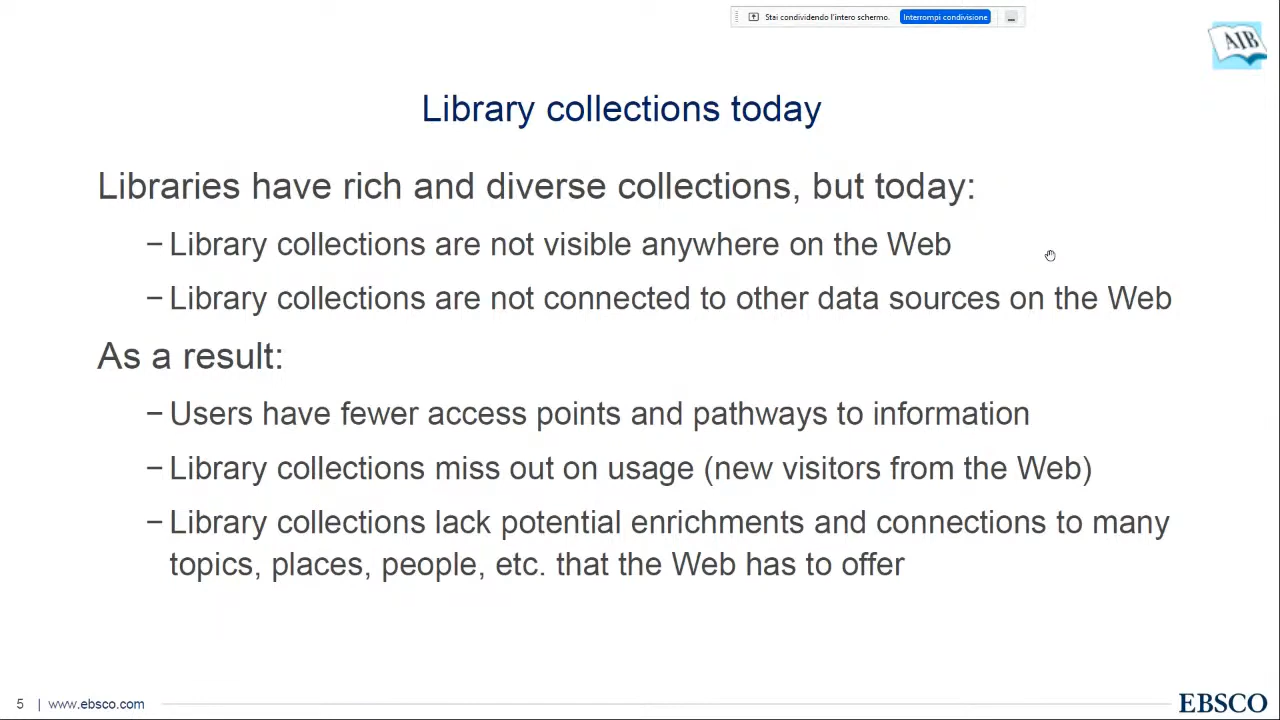 Stai condividendo l'intero schermo. Interrompi condivisione
AIB
Library collections today
Libraries have rich and diverse collections, but today:
− Library collections are not visible anywhere on the Web
− Library collections are not connected to other data sources on the Web
As a result:
− Users have fewer access points and pathways to information
− Library collections miss out on usage (new visitors from the Web)
− Library collections lack potential enrichments and connections to many
topics, places, people, etc. that the Web has to offer
5 | www.ebsco.com
EBSCO